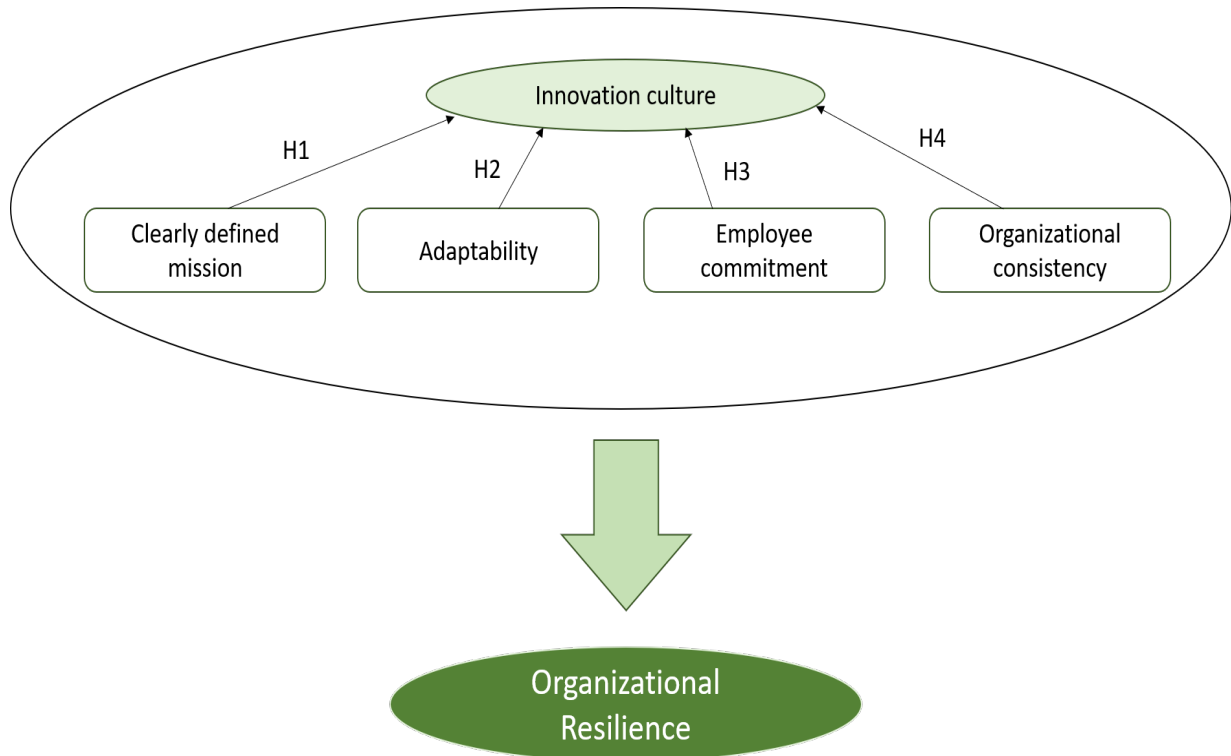 Innovation culture
H1
H2
H3
H4
Clearly defined
mission
Adaptability
Employee
commitment
Organizational
consistency
Organizational
Resilience